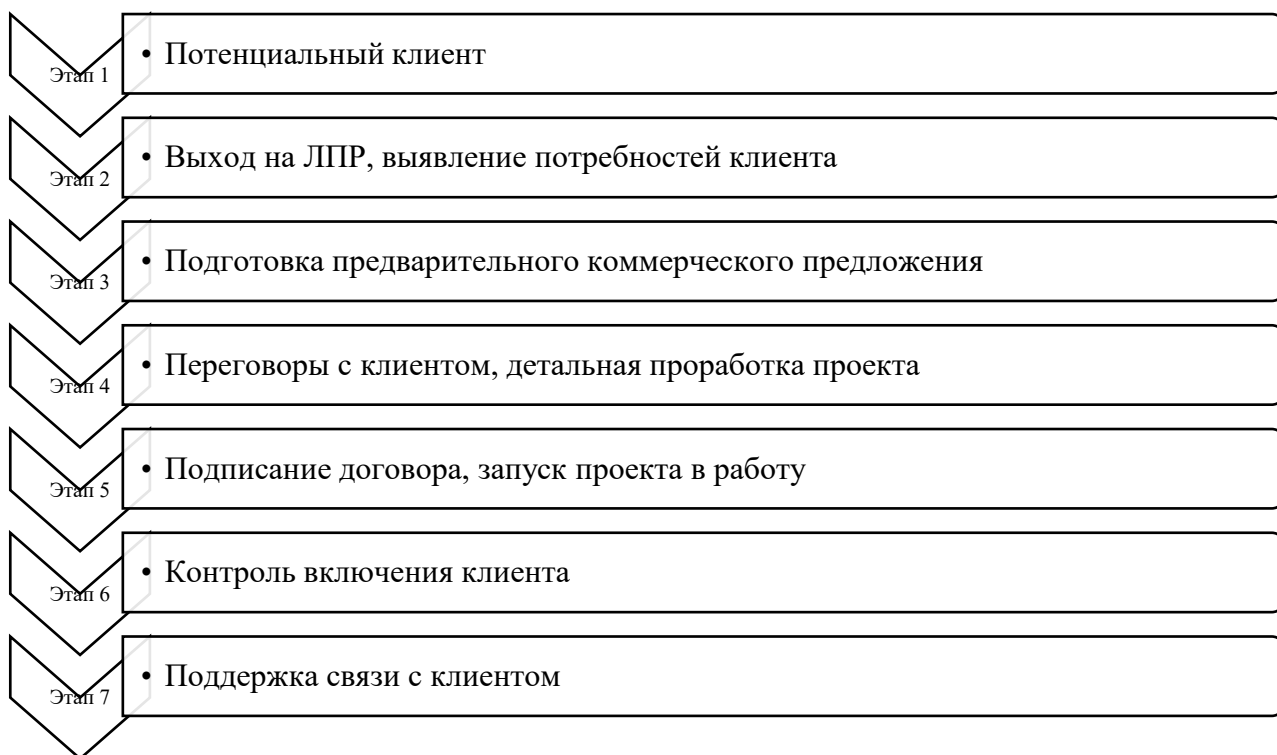 Этап 1
• Потенциальный клиент
Этап 2
• Выход на ЛПР, выявление потребностей клиента
Этап 3
• Подготовка предварительного коммерческого предложения
Этап 4
• Переговоры с клиентом, детальная проработка проекта
Этап 5
• Подписание договора, запуск проекта в работу
Этап 6
• Контроль включения клиента
Этап 7
• Поддержка связи с клиентом